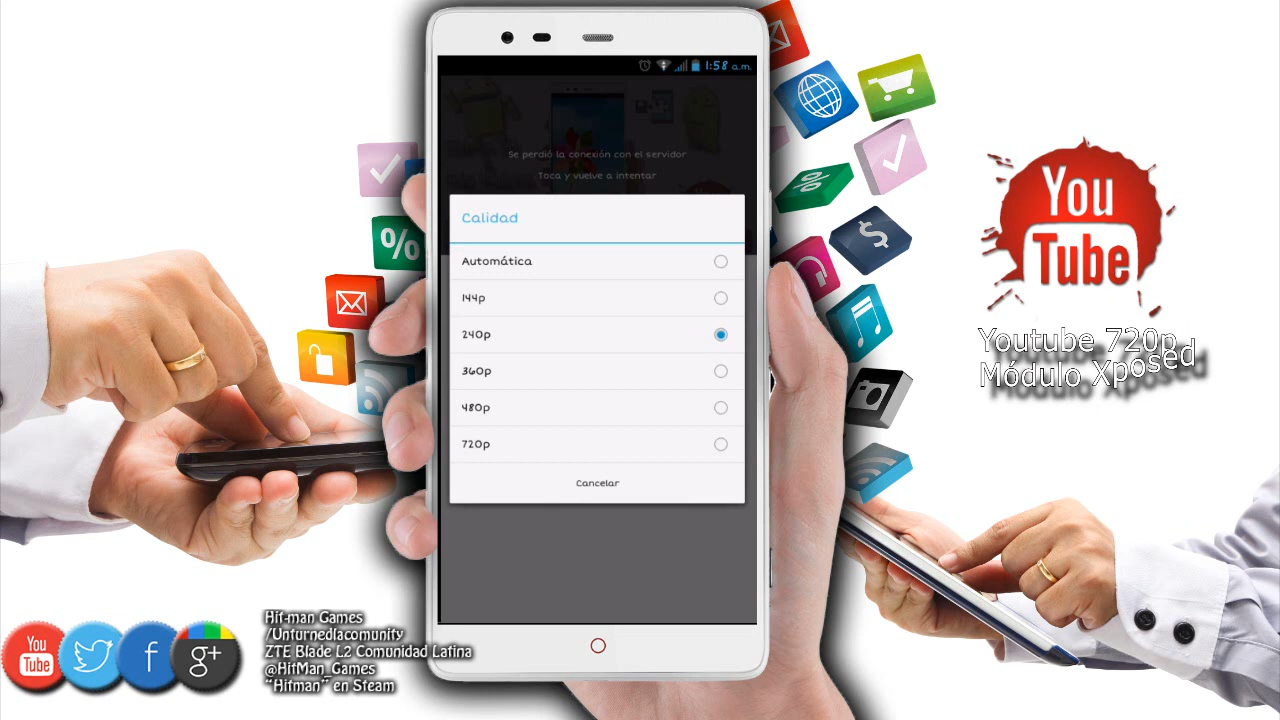 1:58 a.m.
Se perdió la conexión con el servidor
Toca y vuelve a intentar
Calidad
Automática
144p
240p
360p
480p
720p
Cancelar
%
%
$
You
Tube
Youtube 720p
Módulo Xposed
You
Tube
f
g+
Hit-man Games
/Unturnedlacomunity
ZTE Blade L2 Comunidad Latina
@HitMan_Games
"Hitman" en Steam